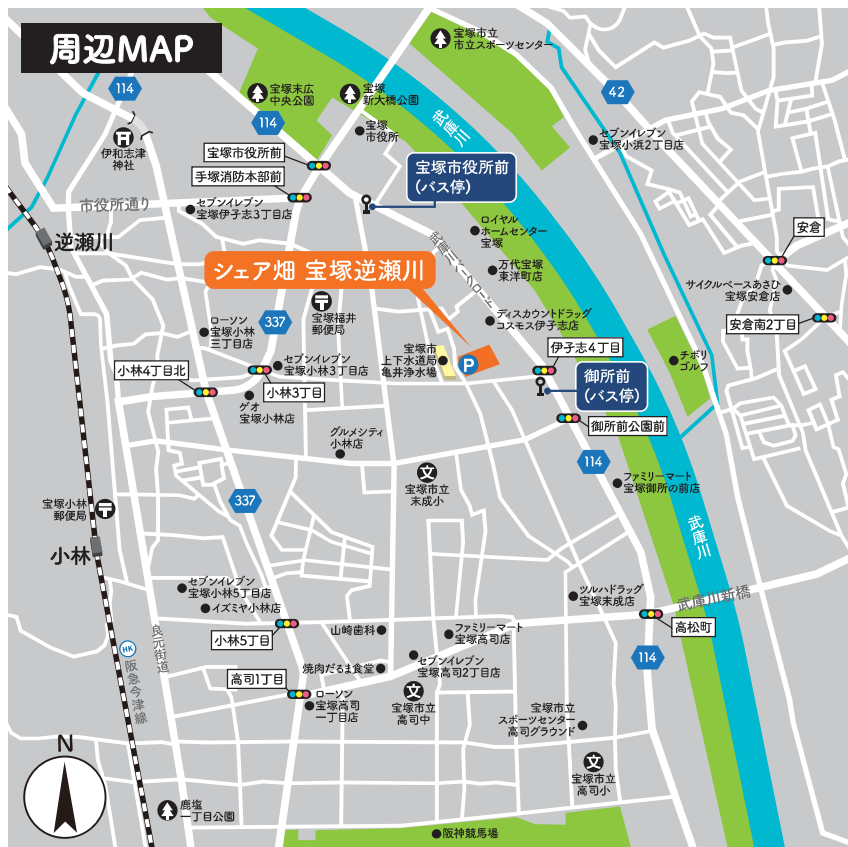 周辺MAP
宝塚市立
市立スポーツセンター
114
42
宝塚末広
中央公園
宝塚
新大橋公園
114
宝塚
市役所
武庫川
セブンイレブン
宝塚小浜2丁目店
伊和志津
神社
宝塚市役所前
手塚消防本部前
宝塚市役所前
(バス停)
市役所通り
セブンイレブン
宝塚伊孑志3丁目店
逆瀬川
ロイヤル
ホームセンター
宝塚
武庫川パークロード
安倉
シェア畑 宝塚逆瀬川
万代宝塚
東洋町店
サイクルベースあさひ
宝塚安倉店
宝塚福井
郵便局
ディスカウントドラッグ
コスモス伊孑志店
安倉南2丁目
337
ローソン
宝塚小林
三丁目店
宝塚市
上下水道局
亀井浄水場
P
伊孑志4丁目
チボリ
ゴルフ
小林4丁目北
セブンイレブン
宝塚小林3丁目店
小林3丁目
御所前
(バス停)
ゲオ
宝塚小林店
御所前公園前
グルメシティ
小林店
114
文
宝塚市立
末成小
ファミリーマート
宝塚御所の前店
337
宝塚小林
郵便局
武庫川
小林
セブンイレブン
宝塚小林5丁目店
イズミヤ小林店
ツルハドラッグ
宝塚末成店
武庫川新橋
小林5丁目
山崎歯科
ファミリーマート
宝塚高司店
高松町
良元街道
HK
阪急今津線
焼肉だるま食堂
セブンイレブン
宝塚高司2丁目店
114
高司1丁目
ローソン
宝塚高司
一丁目店
文
宝塚市立
高司中
宝塚市立
スポーツセンター
高司グラウンド
N
文
宝塚市立
高司小
鹿塩
一丁目公園
阪神競馬場